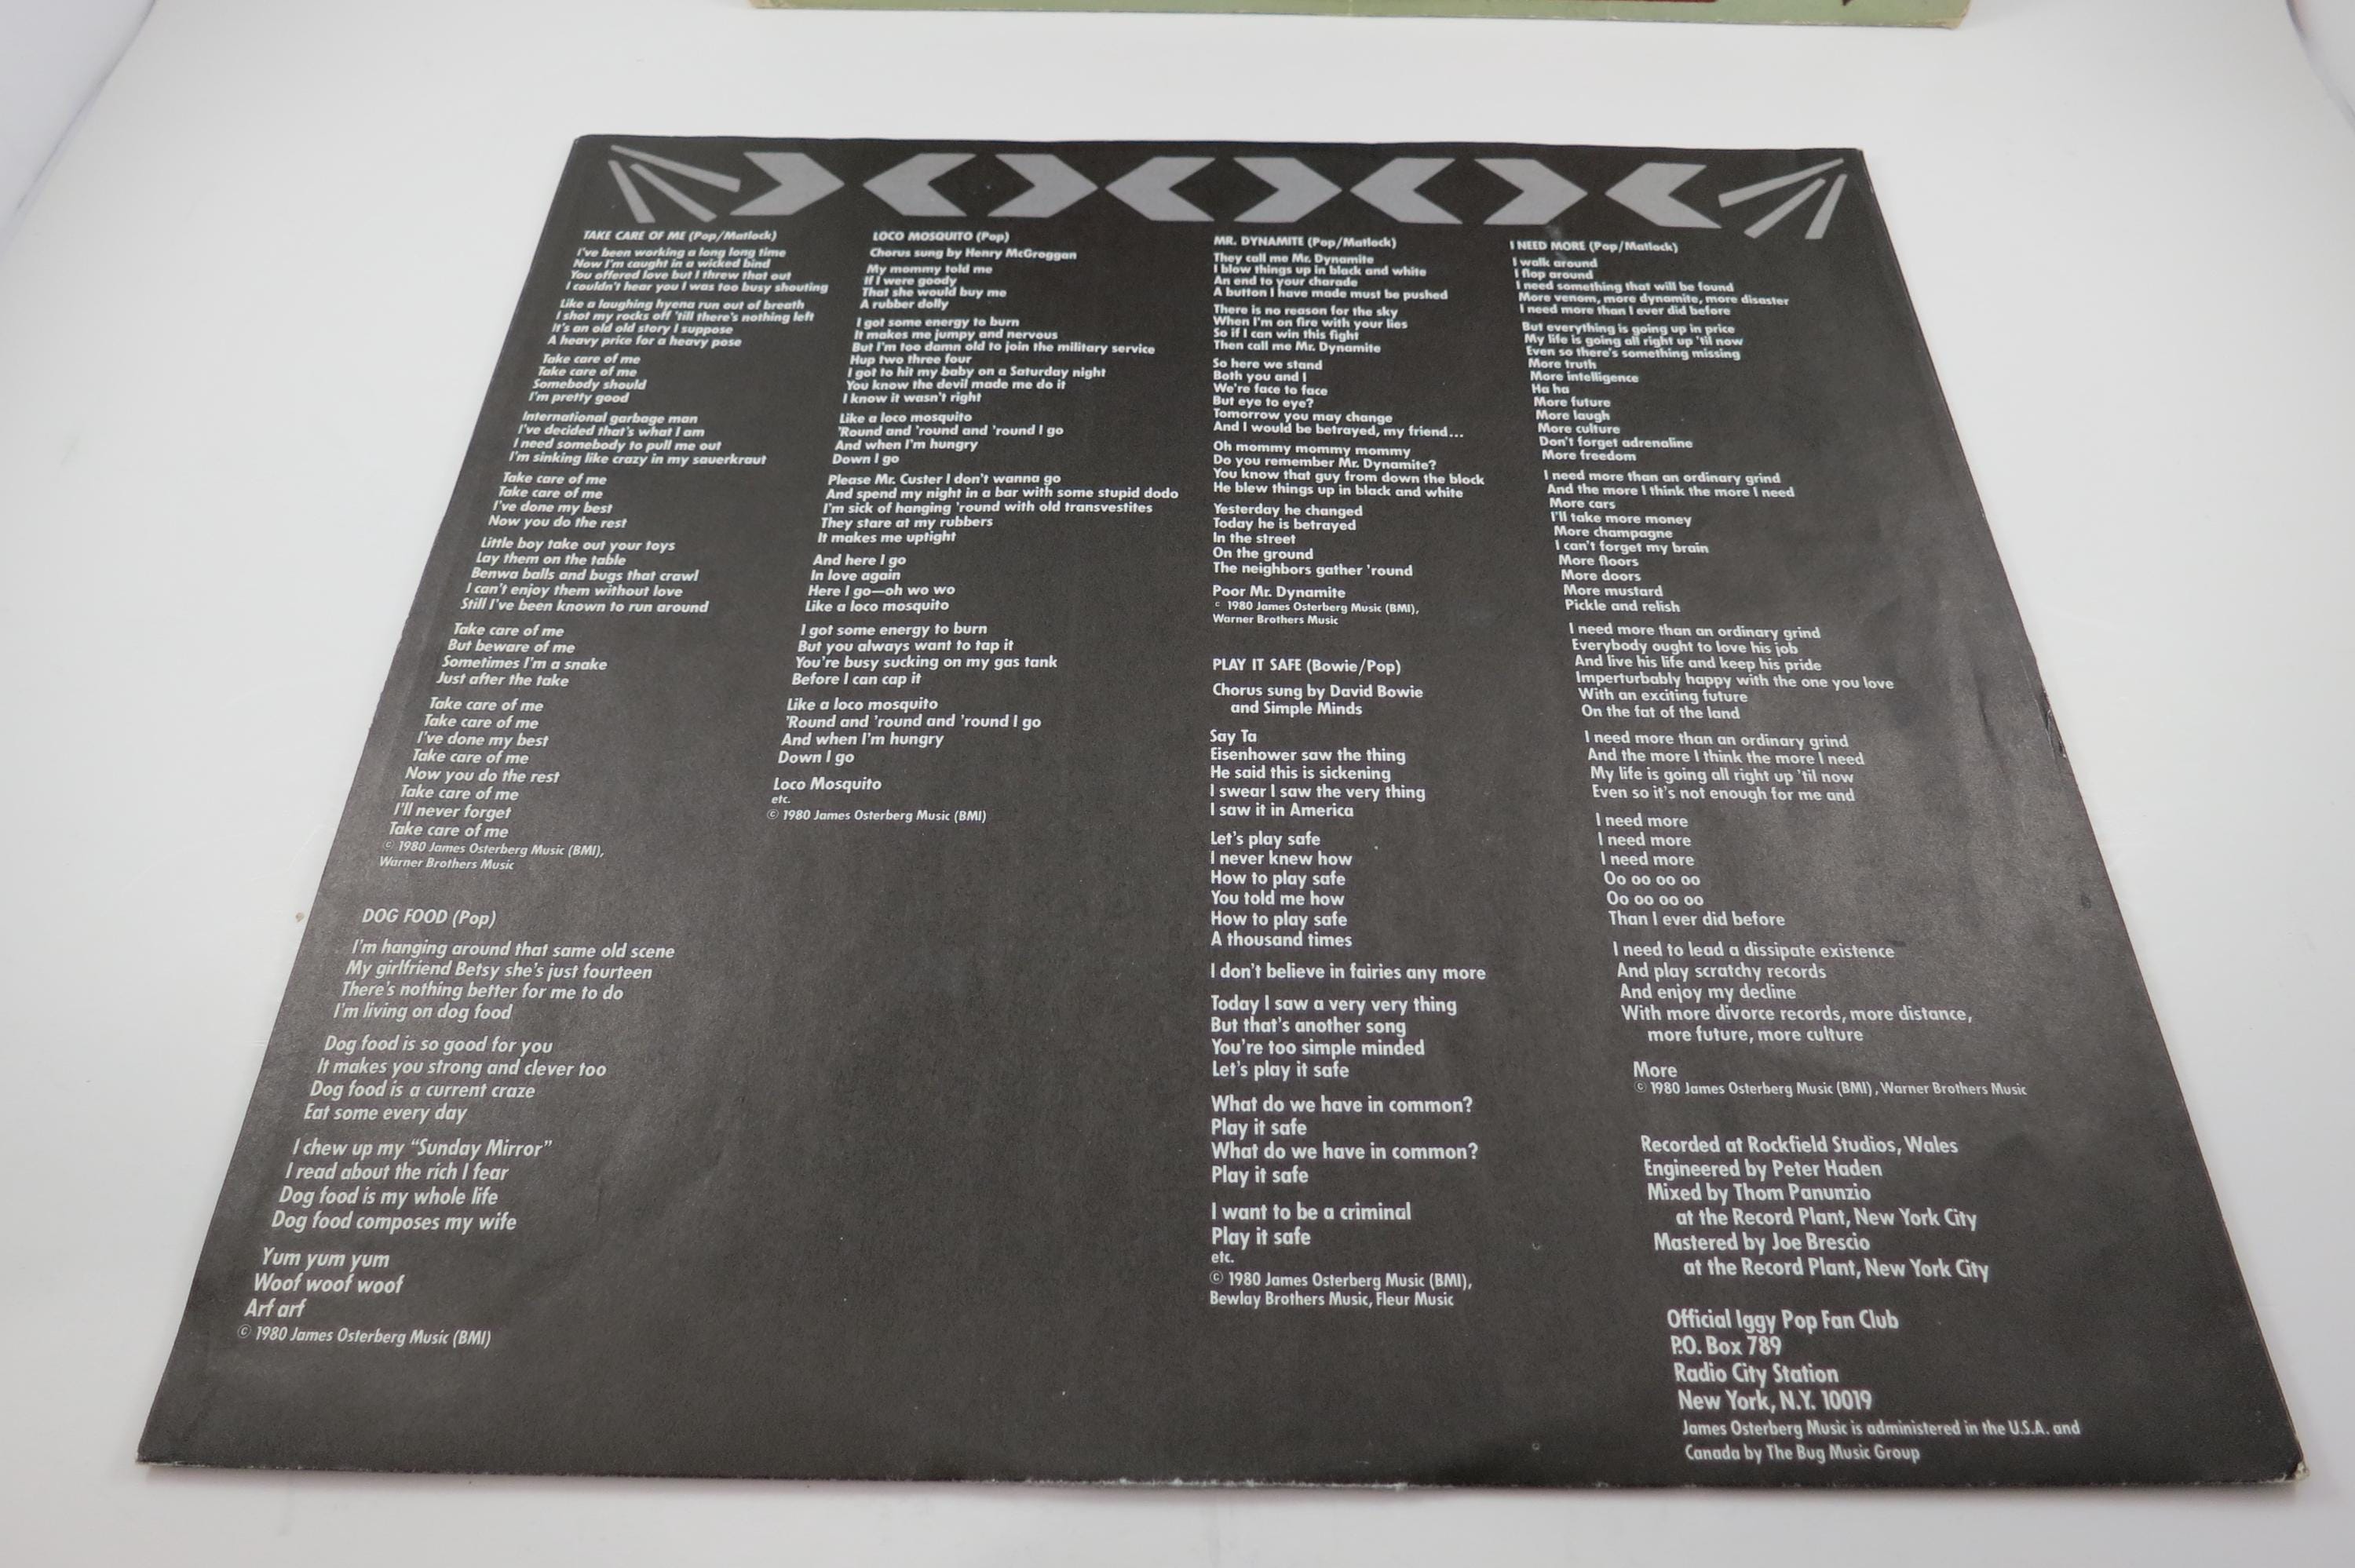 TAKE CARE OF ME (Pop/Matlock)
I've been working a long long time
Now I'm caught in a wicked bind
You offered love but I threw that out
I couldn't hear you I was too busy shouting
Like a laughing hyena run out of breath
I shot my rocks off 'till there's nothing left
It's an old old story I suppose
A heavy price for a heavy pose
Take care of me
Take care of me
Somebody should
I'm pretty good
International garbage man
I've decided that's what I am
I need somebody to pull me out
I'm sinking like crazy in my sauerkraut
Take care of me
Take care of me
I've done my best
Now you do the rest
Little boy take out your toys
Lay them on the table
Benwa balls and bugs that crawl
I can't enjoy them without love
Still I've been known to run around
Take care of me
But beware of me
Sometimes I'm a snake
Just after the take
Take care of me
Take care of me
I've done my best
Take care of me
Now you do the rest
Take care of me
I'll never forget
Take care of me
© 1980 James Osterberg Music (BMI),
Warner Brothers Music
DOG FOOD (Pop)
I'm hanging around that same old scene
My girlfriend Betsy she's just fourteen
There's nothing better for me to do
I'm living on dog food
Dog food is so good for you
It makes you strong and clever too
Dog food is a current craze
Eat some every day
I chew up my “Sunday Mirror”
I read about the rich I fear
Dog food is my whole life
Dog food composes my wife
Yum yum yum
Woof woof woof
Arf arf
© 1980 James Osterberg Music (BMI)
LOCO MOSQUITO (Pop)
Chorus sung by Henry McGroggan
My mommy told me
If I were goody
That she would buy me
A rubber dolly
I got some energy to burn
It makes me jumpy and nervous
But I'm too damn old to join the military service
Hup two three four
I got to hit my baby on a Saturday night
You know the devil made me do it
I know it wasn't right
Like a loco mosquito
'Round and 'round and 'round I go
And when I'm hungry
Down I go
Please Mr. Custer I don't wanna go
And spend my night in a bar with some stupid dodo
I'm sick of hanging 'round with old transvestites
They stare at my rubbers
It makes me uptight
And here I go
In love again
Here I go—oh wo wo
Like a loco mosquito
I got some energy to burn
But you always want to tap it
You're busy sucking on my gas tank
Before I can cap it
Like a loco mosquito
'Round and 'round and 'round I go
And when I'm hungry
Down I go
Loco Mosquito
etc.
© 1980 James Osterberg Music (BMI)
MR. DYNAMITE (Pop/Matlock)
They call me Mr. Dynamite
I blow things up in black and white
An end to your charade
A button I have made must be pushed
There is no reason for the sky
When I'm on fire with your lies
So if I can win this fight
Then call me Mr. Dynamite
So here we stand
Both you and I
We're face to face
But eye to eye?
Tomorrow you may change
And I would be betrayed, my friend...
Oh mommy mommy mommy
Do you remember Mr. Dynamite?
You know that guy from down the block
He blew things up in black and white
Yesterday he changed
Today he is betrayed
In the street
On the ground
The neighbors gather 'round
Poor Mr. Dynamite
© 1980 James Osterberg Music (BMI),
Warner Brothers Music
PLAY IT SAFE (Bowie/Pop)
Chorus sung by David Bowie
and Simple Minds
Say Ta
Eisenhower saw the thing
He said this is sickening
I swear I saw the very thing
I saw it in America
Let's play safe
I never knew how
How to play safe
You told me how
How to play safe
A thousand times
I don't believe in fairies any more
Today I saw a very very thing
But that's another song
You're too simple minded
Let's play it safe
What do we have in common?
Play it safe
What do we have in common?
Play it safe
I want to be a criminal
Play it safe
etc.
© 1980 James Osterberg Music (BMI),
Bewlay Brothers Music, Fleur Music
I NEED MORE (Pop/Matlock)
I walk around
I flop around
I need something that will be found
More venom, more dynamite, more disaster
I need more than I ever did before
But everything is going up in price
My life is going all right up 'til now
Even so there's something missing
More truth
More intelligence
Ha ha
More future
More laugh
More culture
Don't forget adrenaline
More freedom
I need more than an ordinary grind
And the more I think the more I need
More cars
I'll take more money
More champagne
I can't forget my brain
More floors
More doors
More mustard
Pickle and relish
I need more than an ordinary grind
Everybody ought to love his job
And live his life and keep his pride
Imperturbably happy with the one you love
With an exciting future
On the fat of the land
I need more than an ordinary grind
And the more I think the more I need
My life is going all right up 'til now
Even so it's not enough for me and
I need more
I need more
I need more
Oo oo oo oo
Oo oo oo oo
Than I ever did before
I need to lead a dissipate existence
And play scratchy records
And enjoy my decline
With more divorce records, more distance,
more future, more culture
More
© 1980 James Osterberg Music (BMI), Warner Brothers Music
Recorded at Rockfield Studios, Wales
Engineered by Peter Haden
Mixed by Thom Panunzio
at the Record Plant, New York City
Mastered by Joe Brescio
at the Record Plant, New York City
Official Iggy Pop Fan Club
P.O. Box 789
Radio City Station
New York, N.Y. 10019
James Osterberg Music is administered in the U.S.A. and
Canada by The Bug Music Group